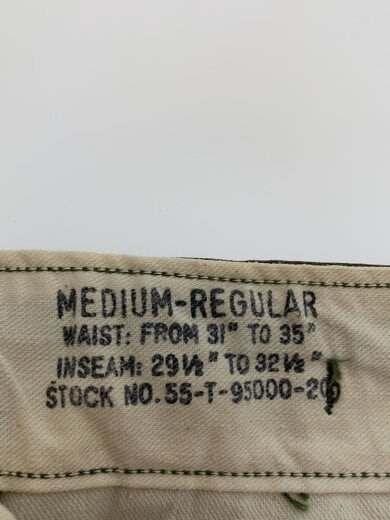 MEDIUM-REGULAR
WAIST: FROM 31" TO 35"
INSEAM: 29½" TO 32½"
STOCK NO. 55-T-95000-20